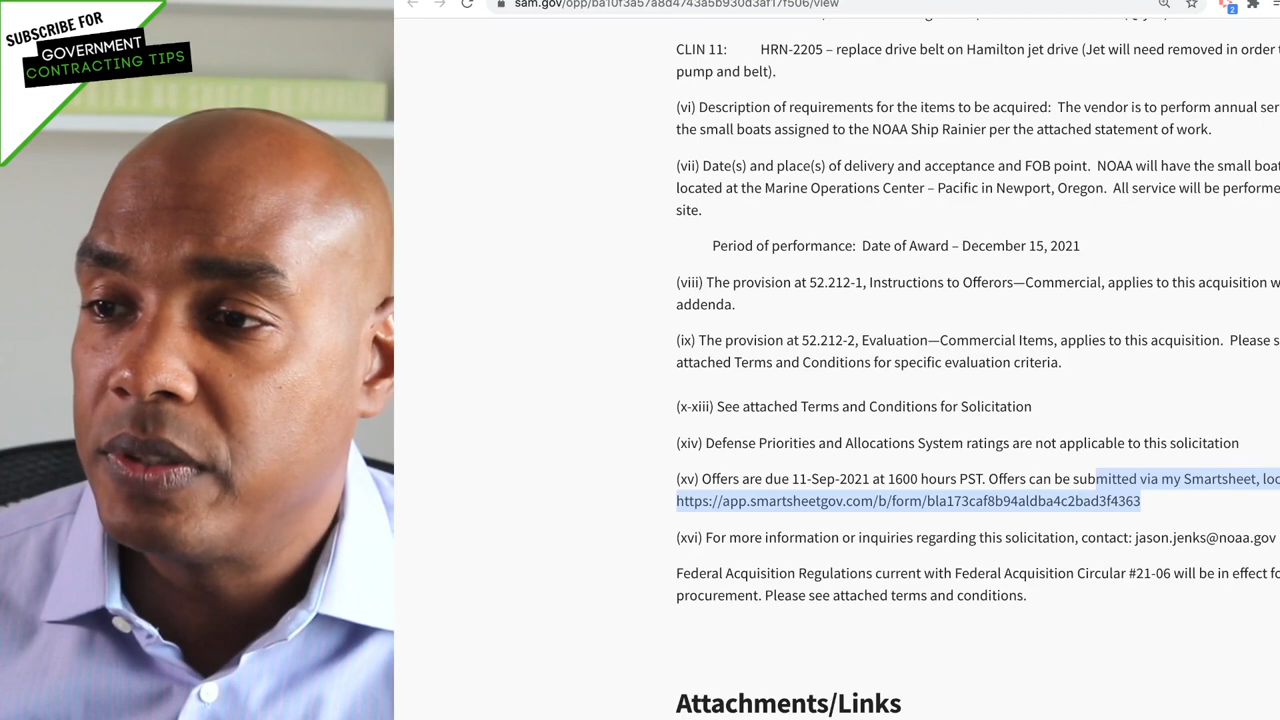 SUBSCRIBE FOR
GOVERNMENT
CONTRACTING TIPS
sam.gov/opp/ba10f3a57a8d4743a5b930d3af17f506/view
2
CLIN 11: HRN-2205 – replace drive belt on Hamilton jet drive (Jet will need removed in order
pump and belt).
(vi) Description of requirements for the items to be acquired: The vendor is to perform annual
the small boats assigned to the NOAA Ship Rainier per the attached statement of work.
(vii) Date(s) and place(s) of delivery and acceptance and FOB point. NOAA will have the small
located at the Marine Operations Center – Pacific in Newport, Oregon. All service will be
site.
Period of performance: Date of Award – December 15, 2021
(viii) The provision at 52.212-1, Instructions to Offerors—Commercial, applies to this acquisition
addenda.
(ix) The provision at 52.212-2, Evaluation—Commercial Items, applies to this acquisition. Please
attached Terms and Conditions for specific evaluation criteria.
(x-xiii) See attached Terms and Conditions for Solicitation
(xiv) Defense Priorities and Allocations System ratings are not applicable to this solicitation
(xv) Offers are due 11-Sep-2021 at 1600 hours PST. Offers can be submitted via my Smartsheet,
https://app.smartsheetgov.com/b/form/bla173caf8b94aldba4c2bad3f4363
(xvi) For more information or inquiries regarding this solicitation, contact: jason.jenks@noaa.gov
Federal Acquisition Regulations current with Federal Acquisition Circular #21-06 will be in effect
procurement. Please see attached terms and conditions.
Attachments/Links